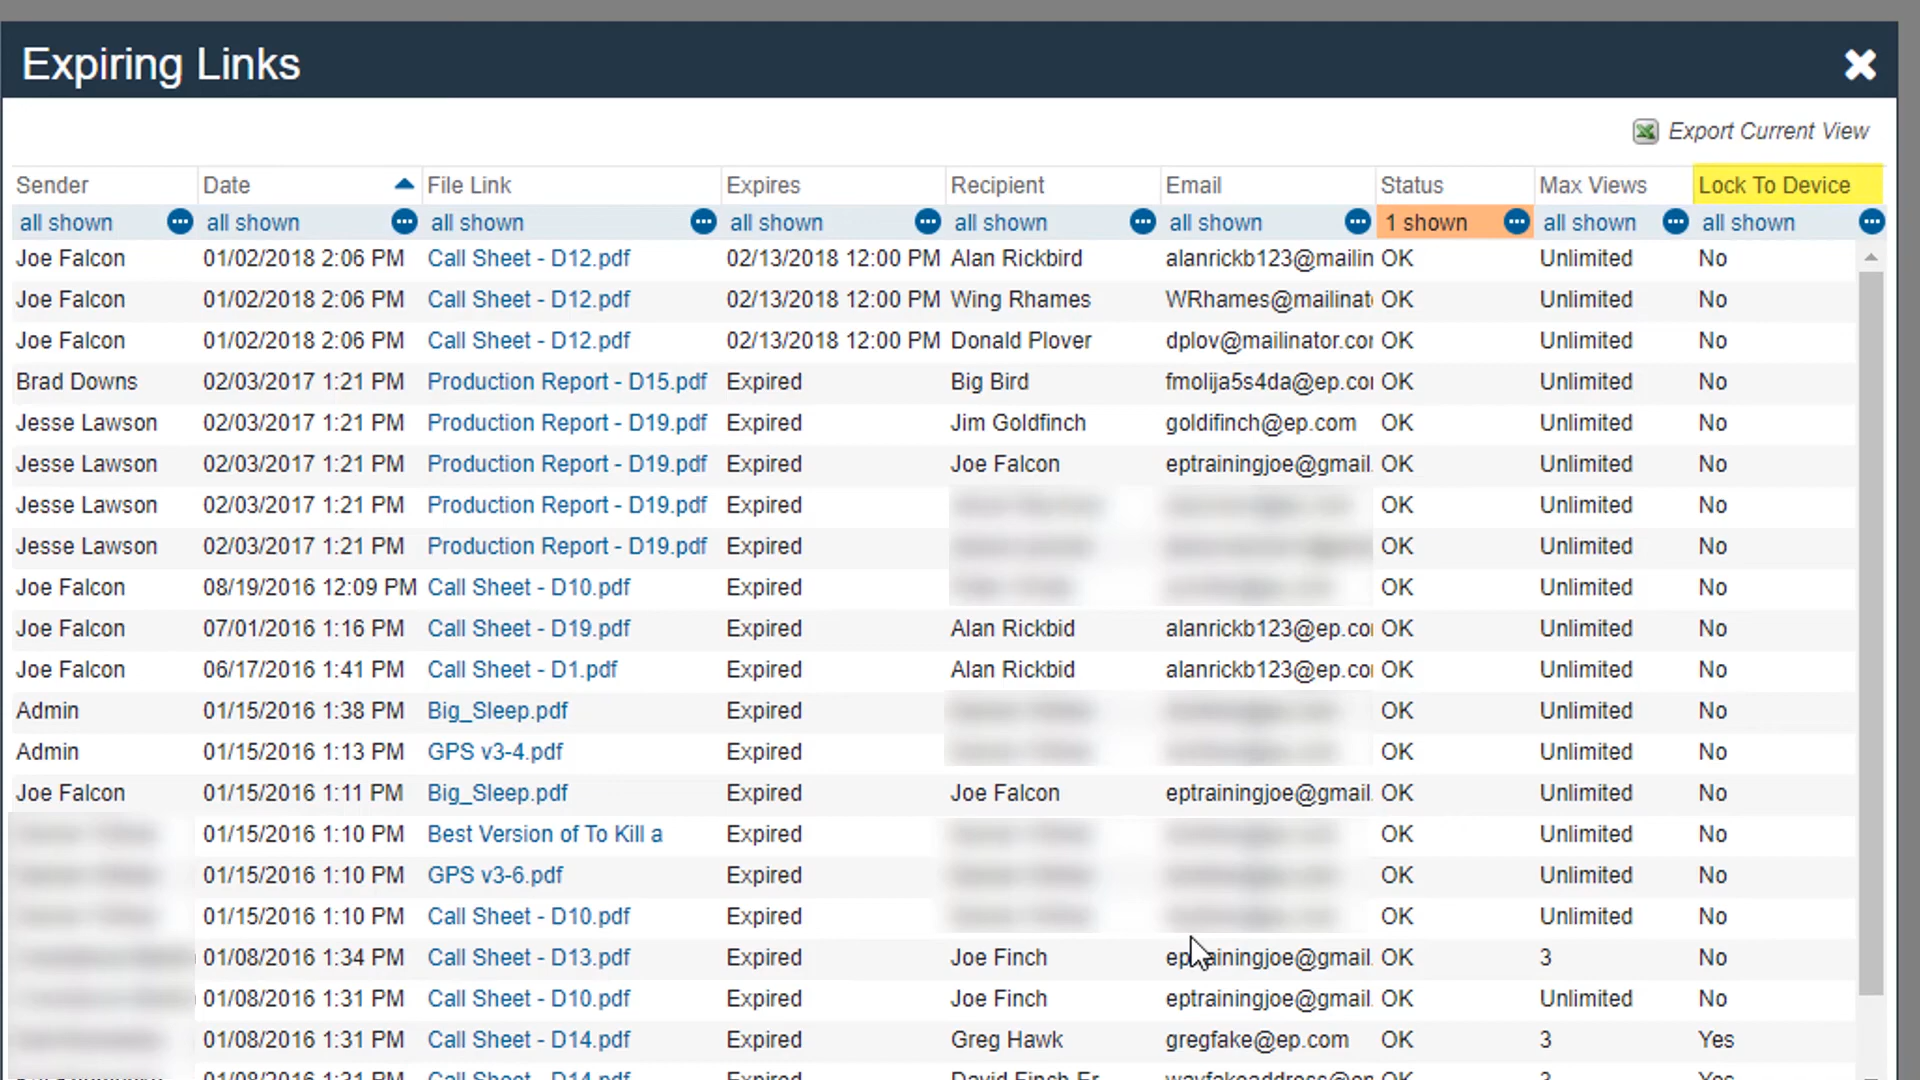 Expiring Links
Export Current View
Sender Date File Link Expires Recipient Email Status Max Views Lock To Device
all shown all shown all shown all shown all shown all shown 1 shown all shown all shown
Joe Falcon 01/02/2018 2:06 PM Call Sheet - D12.pdf 02/13/2018 12:00 PM Alan Rickbird alanrickb123@mailin OK Unlimited No
Joe Falcon 01/02/2018 2:06 PM Call Sheet - D12.pdf 02/13/2018 12:00 PM Wing Rhames WRhames@mailinat OK Unlimited No
Joe Falcon 01/02/2018 2:06 PM Call Sheet - D12.pdf 02/13/2018 12:00 PM Donald Plover dplov@mailinator.co OK Unlimited No
Brad Downs 02/03/2017 1:21 PM Production Report - D15.pdf Expired Big Bird fmolija5s4da@ep.co OK Unlimited No
Jesse Lawson 02/03/2017 1:21 PM Production Report - D19.pdf Expired Jim Goldfinch goldifinch@ep.com OK Unlimited No
Jesse Lawson 02/03/2017 1:21 PM Production Report - D19.pdf Expired Joe Falcon eptrainingjoe@gmail. OK Unlimited No
Jesse Lawson 02/03/2017 1:21 PM Production Report - D19.pdf Expired OK Unlimited No
Jesse Lawson 02/03/2017 1:21 PM Production Report - D19.pdf Expired OK Unlimited No
Joe Falcon 08/19/2016 12:09 PM Call Sheet - D10.pdf Expired OK Unlimited No
Joe Falcon 07/01/2016 1:16 PM Call Sheet - D19.pdf Expired Alan Rickbid alanrickb123@ep.co OK Unlimited No
Joe Falcon 06/17/2016 1:41 PM Call Sheet - D1.pdf Expired Alan Rickbid alanrickb123@ep.co OK Unlimited No
Admin 01/15/2016 1:38 PM Big_Sleep.pdf Expired OK Unlimited No
Admin 01/15/2016 1:13 PM GPS v3-4.pdf Expired OK Unlimited No
Joe Falcon 01/15/2016 1:11 PM Big_Sleep.pdf Expired Joe Falcon eptrainingjoe@gmail. OK Unlimited No
01/15/2016 1:10 PM Best Version of To Kill a Expired OK Unlimited No
01/15/2016 1:10 PM GPS v3-6.pdf Expired OK Unlimited No
01/15/2016 1:10 PM Call Sheet - D10.pdf Expired OK Unlimited No
01/08/2016 1:34 PM Call Sheet - D13.pdf Expired Joe Finch eptrainingjoe@gmail. OK 3 No
01/08/2016 1:31 PM Call Sheet - D10.pdf Expired Joe Finch eptrainingjoe@gmail. OK Unlimited No
01/08/2016 1:31 PM Call Sheet - D14.pdf Expired Greg Hawk gregfake@ep.com OK 3 Yes
01/08/2016 1:31 PM Call Sheet - D14.pdf Expired David Finch OK Yes